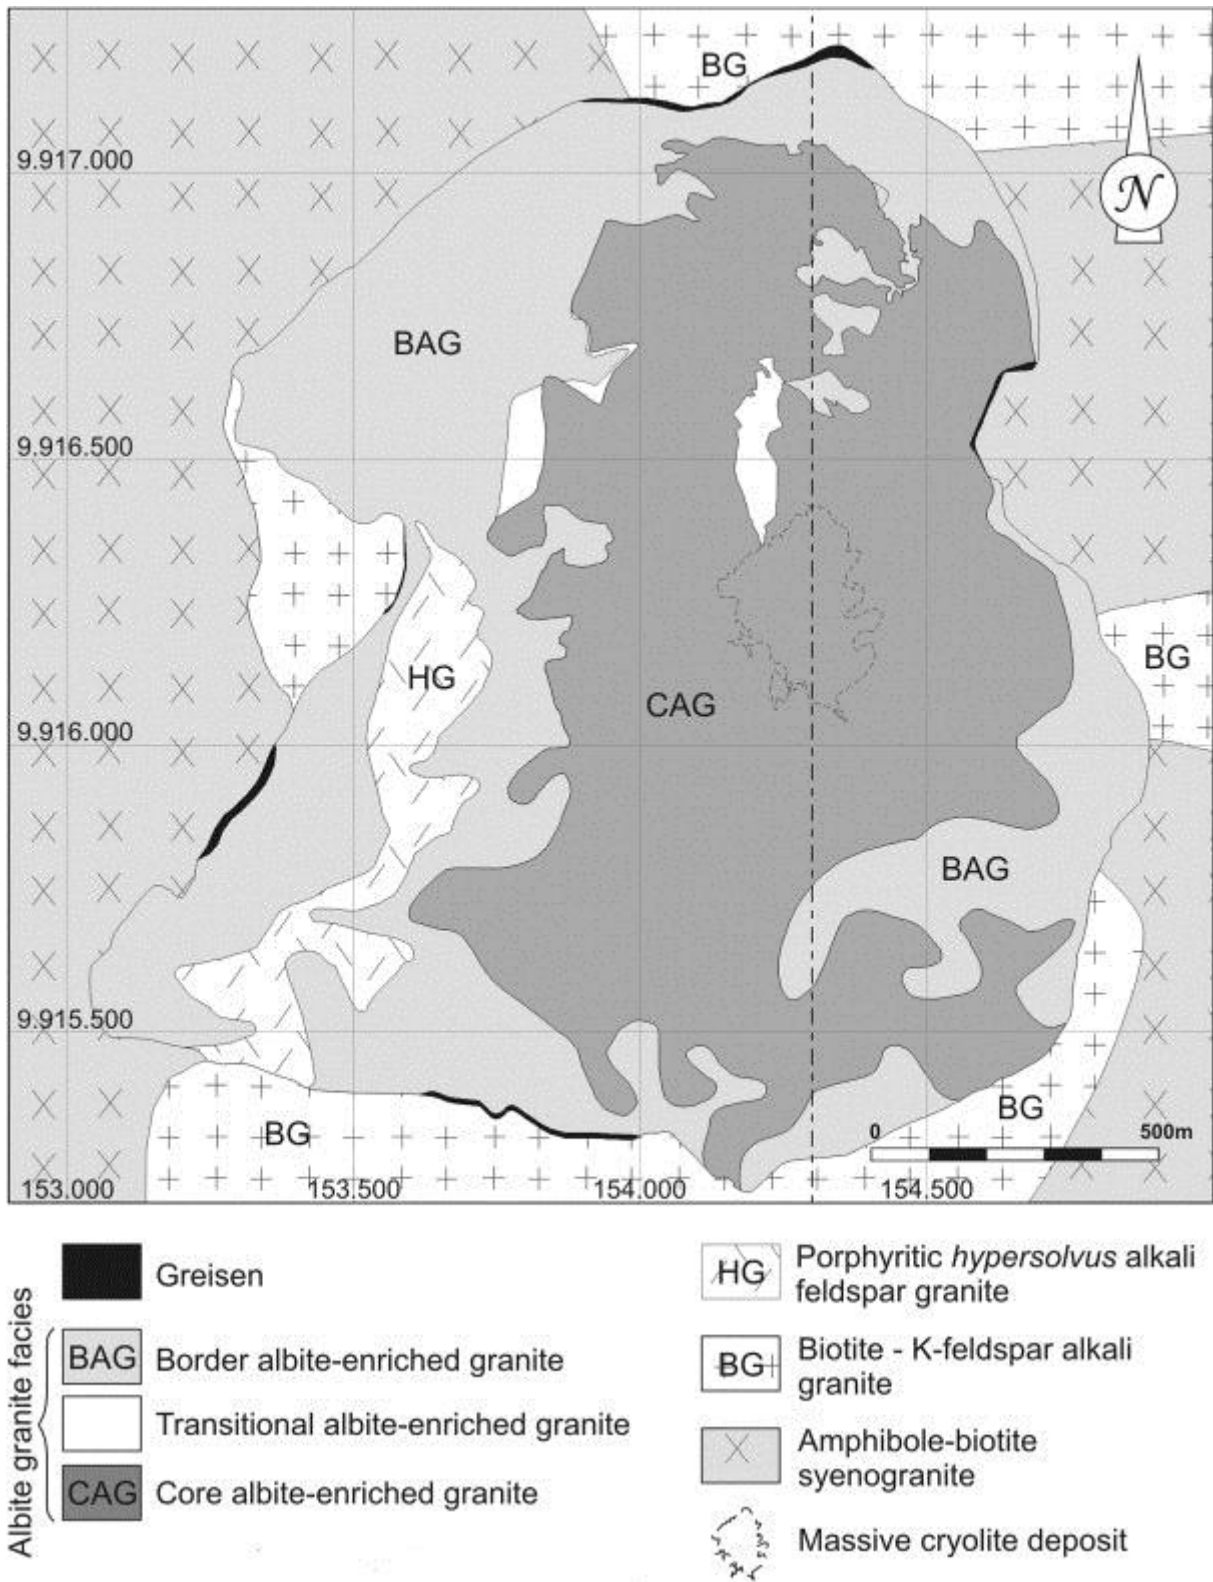 BG
9.917.000
N
BAG
9.916.500
HG
BG
CAG
9.916.000
BAG
9.915.500
BG
BG
0 500m
153.000 153.500 154.000 154.500
Albite granite facies
Greisen
BAG Border albite-enriched granite
Transitional albite-enriched granite
CAG Core albite-enriched granite
HG Porphyritic hypersolvus alkali
feldspar granite
BG Biotite - K-feldspar alkali
granite
Amphibole-biotite
syenogranite
Massive cryolite deposit